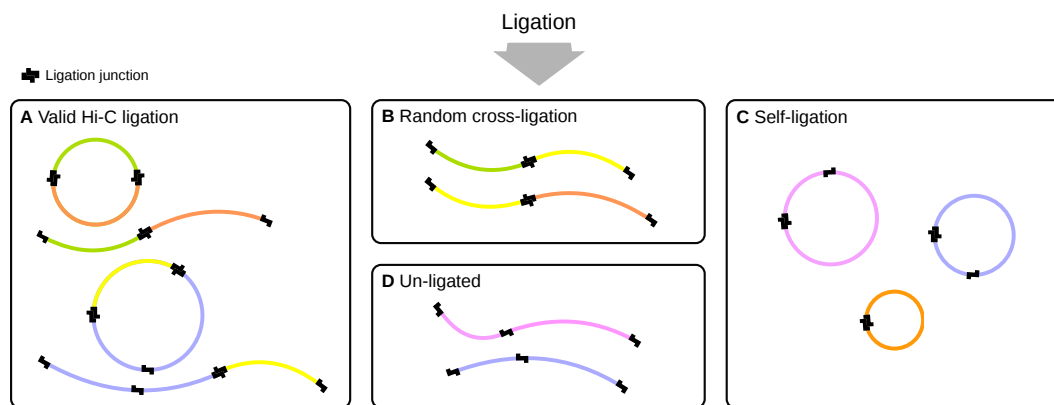 Ligation
Ligation junction
A Valid Hi-C ligation
B Random cross-ligation
C Self-ligation
D Un-ligated